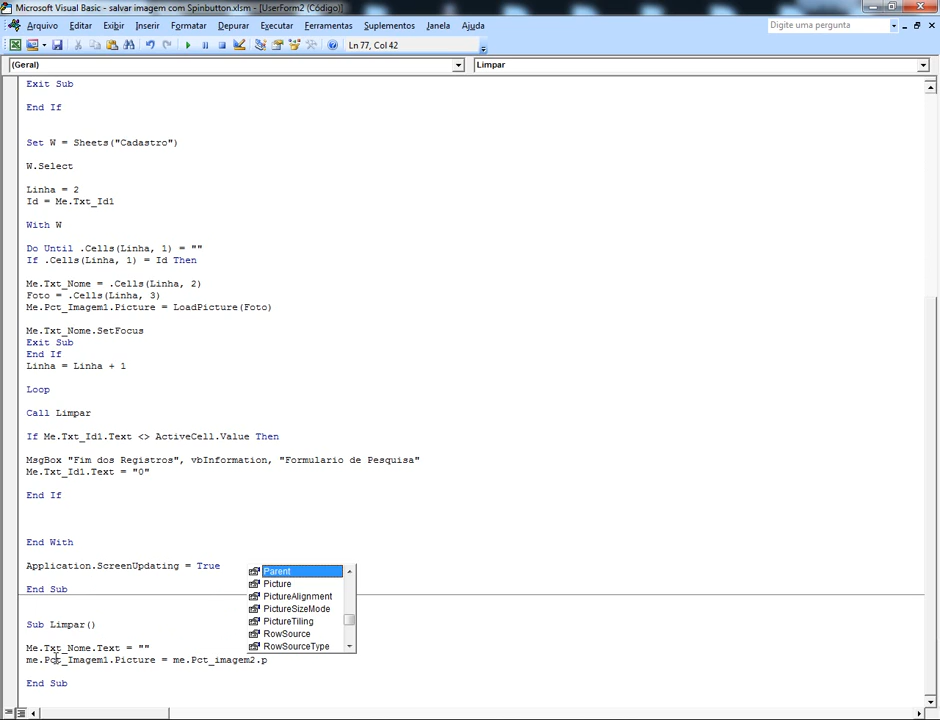 Microsoft Visual Basic - salvar imagem com Spinbutton.xlsm - [UserForm2 (Código)]
Arquivo Editar Exibir Inserir Formatar Depurar Executar Ferramentas Suplementos Janela Ajuda
Digite uma pergunta
Ln 77, Col 42
(Geral) Limpar
Exit Sub
End If
Set W = Sheets("Cadastro")
W.Select
Linha = 2
Id = Me.Txt_Id1
With W
Do Until .Cells(Linha, 1) = ""
If .Cells(Linha, 1) = Id Then
Me.Txt_Nome = .Cells(Linha, 2)
Foto = .Cells(Linha, 3)
Me.Pct_Imagem1.Picture = LoadPicture(Foto)
Me.Txt_Nome.SetFocus
Exit Sub
End If
Linha = Linha + 1
Loop
Call Limpar
If Me.Txt_Id1.Text <> ActiveCell.Value Then
MsgBox "Fim dos Registros", vbInformation, "Formulario de Pesquisa"
Me.Txt_Id1.Text = "0"
End If
End With
Application.ScreenUpdating = True
End Sub
Parent
Picture
PictureAlignment
PictureSizeMode
PictureTiling
RowSource
RowSourceType
Sub Limpar()
Me.Txt_Nome.Text = ""
me.Pct_Imagem1.Picture = me.Pct_imagem2.p
End Sub